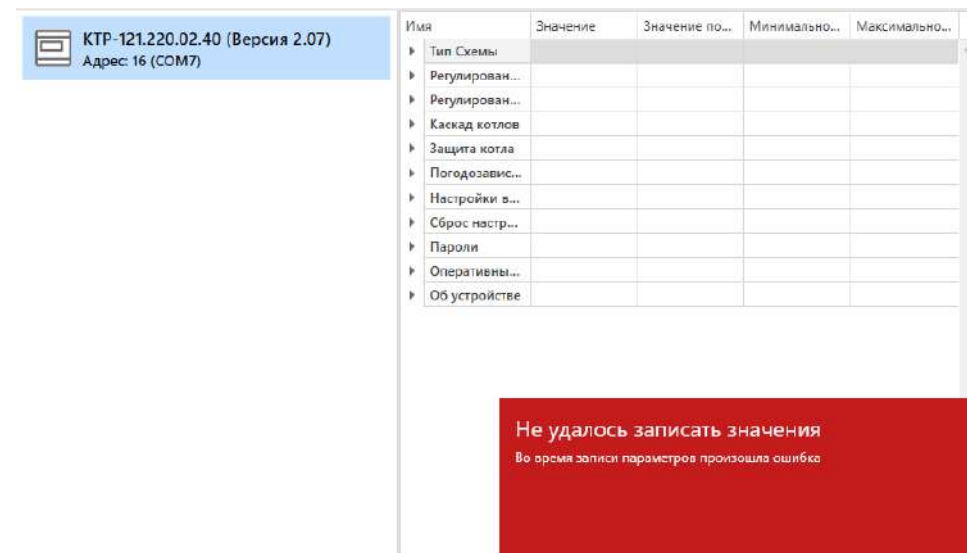 КТР-121.220.02.40 (Версия 2.07)
Адрес: 16 (COM7)
Имя Значение Значение по... Минимально... Максимально...
Тип Схемы
Регулирован...
Регулирован...
Каскад котлов
Защита котла
Погодозавис...
Настройки в...
Сброс настр...
Пароли
Оперативны...
Об устройстве
Не удалось записать значения
Во время записи параметров произошла ошибка